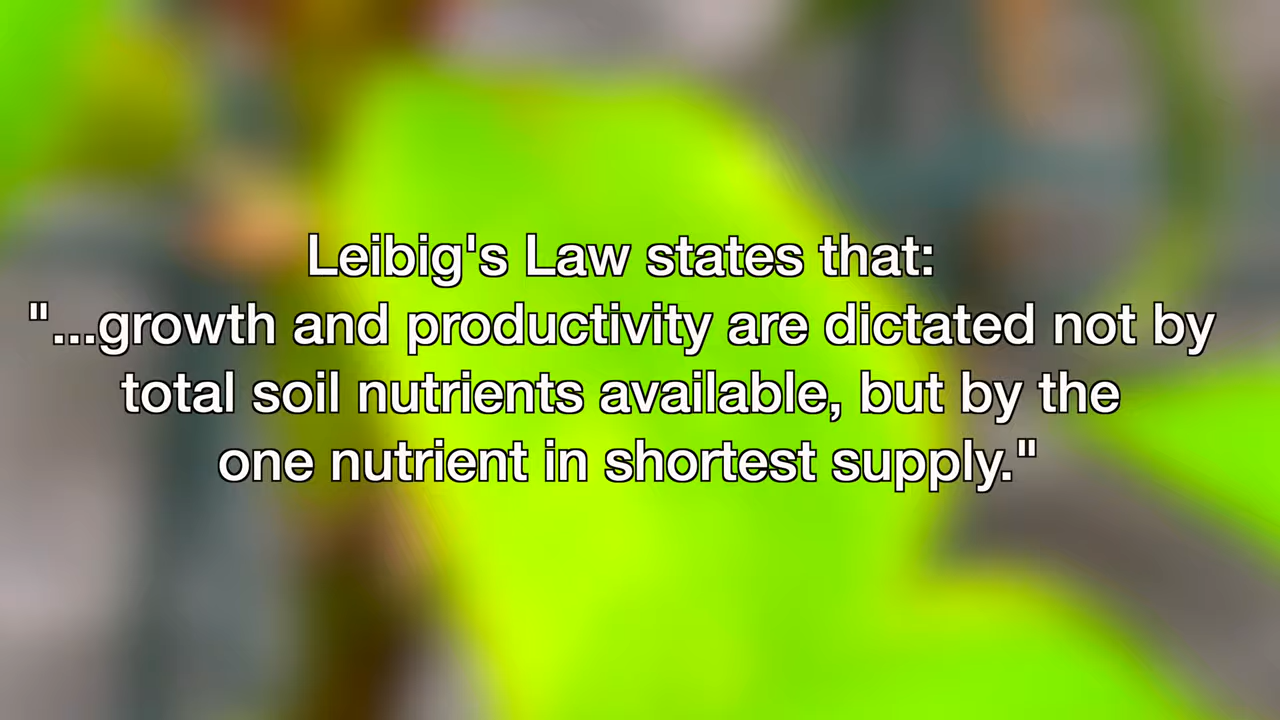 Leibig's Law states that:
"...growth and productivity are dictated not by
total soil nutrients available, but by the
one nutrient in shortest supply."